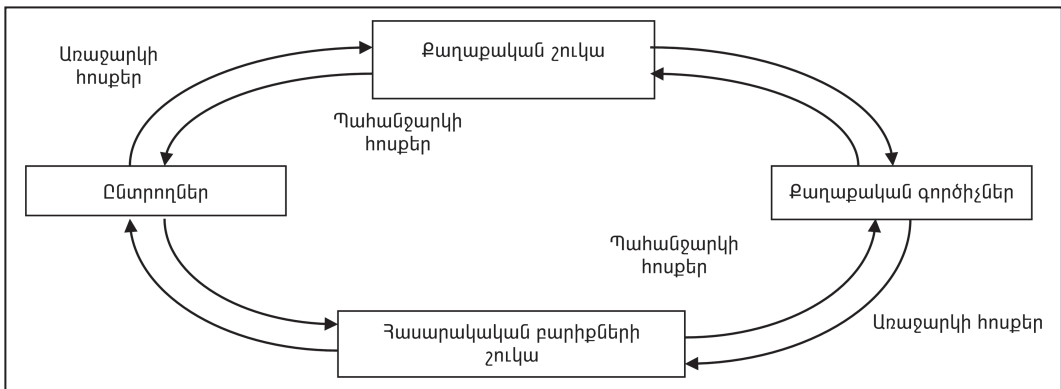 Առաջարկի
հոսքեր
Քաղաքական շուկա
Պահանջարկի
հոսքեր
Ընտրողներ
Քաղաքական գործիչներ
Պահանջարկի
հոսքեր
Հասարակական բարիքների
շուկա
Առաջարկի հոսքեր